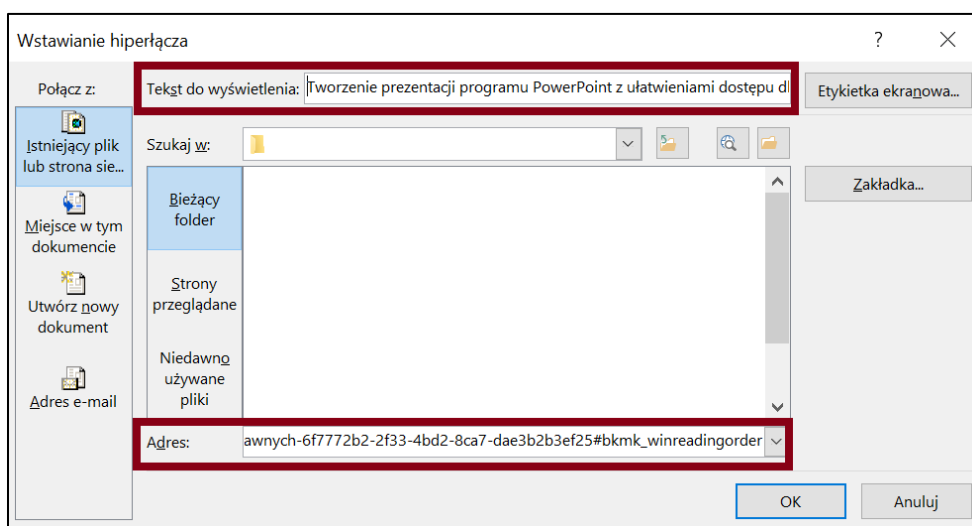 Wstawianie hiperłącza
?
Połącz z:
Tekst do wyświetlenia: Tworzenie prezentacji programu PowerPoint z ułatwieniami dostępu dl
Etykietka ekranowa...
Istniejący plik
lub strona sie...
Szukaj w:
Bieżący
folder
Zakładka...
Miejsce w tym
dokumencie
Strony
przeglądane
Utwórz nowy
dokument
Niedawno
używane
pliki
Adres e-mail
Adres: awnych-6f7772b2-2f33-4bd2-8ca7-dae3b2b3ef25#bkmk_winreadingorder
OK
Anuluj